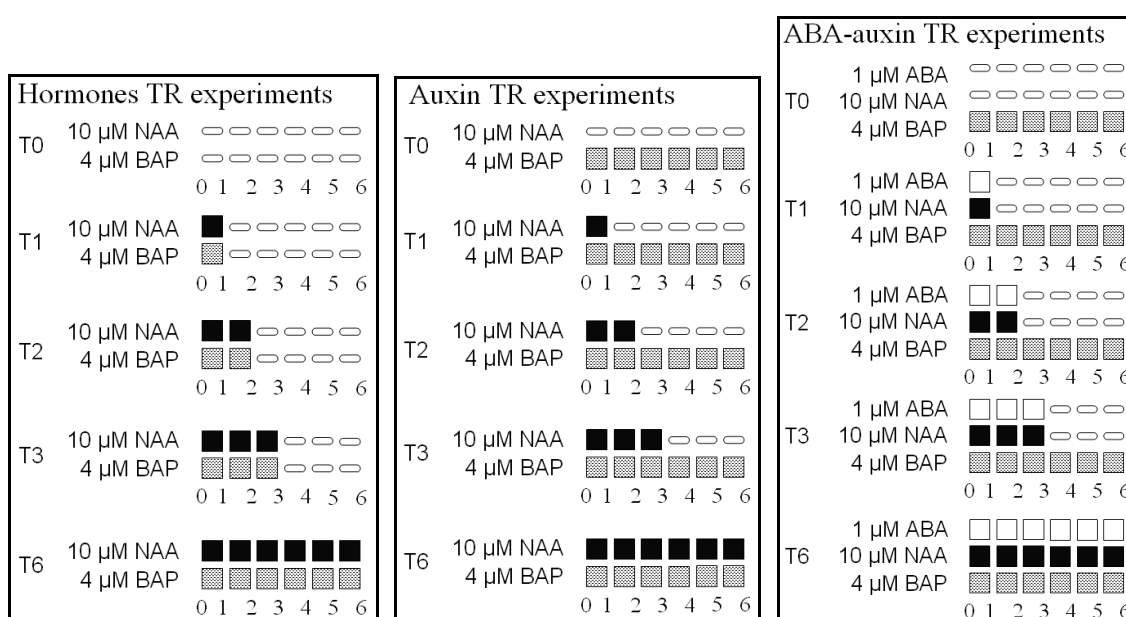 Hormones TR experiments
T0
10 µM NAA
4 µM BAP
0 1 2 3 4 5 6
T1
10 µM NAA
4 µM BAP
0 1 2 3 4 5 6
T2
10 µM NAA
4 µM BAP
0 1 2 3 4 5 6
T3
10 µM NAA
4 µM BAP
0 1 2 3 4 5 6
T6
10 µM NAA
4 µM BAP
0 1 2 3 4 5 6
Auxin TR experiments
T0
10 µM NAA
4 µM BAP
0 1 2 3 4 5 6
T1
10 µM NAA
4 µM BAP
0 1 2 3 4 5 6
T2
10 µM NAA
4 µM BAP
0 1 2 3 4 5 6
T3
10 µM NAA
4 µM BAP
0 1 2 3 4 5 6
T6
10 µM NAA
4 µM BAP
0 1 2 3 4 5 6
ABA-auxin TR experiments
1 µM ABA
T0 10 µM NAA
4 µM BAP
0 1 2 3 4 5 6
1 µM ABA
T1 10 µM NAA
4 µM BAP
0 1 2 3 4 5 6
1 µM ABA
T2 10 µM NAA
4 µM BAP
0 1 2 3 4 5 6
1 µM ABA
T3 10 µM NAA
4 µM BAP
0 1 2 3 4 5 6
1 µM ABA
T6 10 µM NAA
4 µM BAP
0 1 2 3 4 5 6